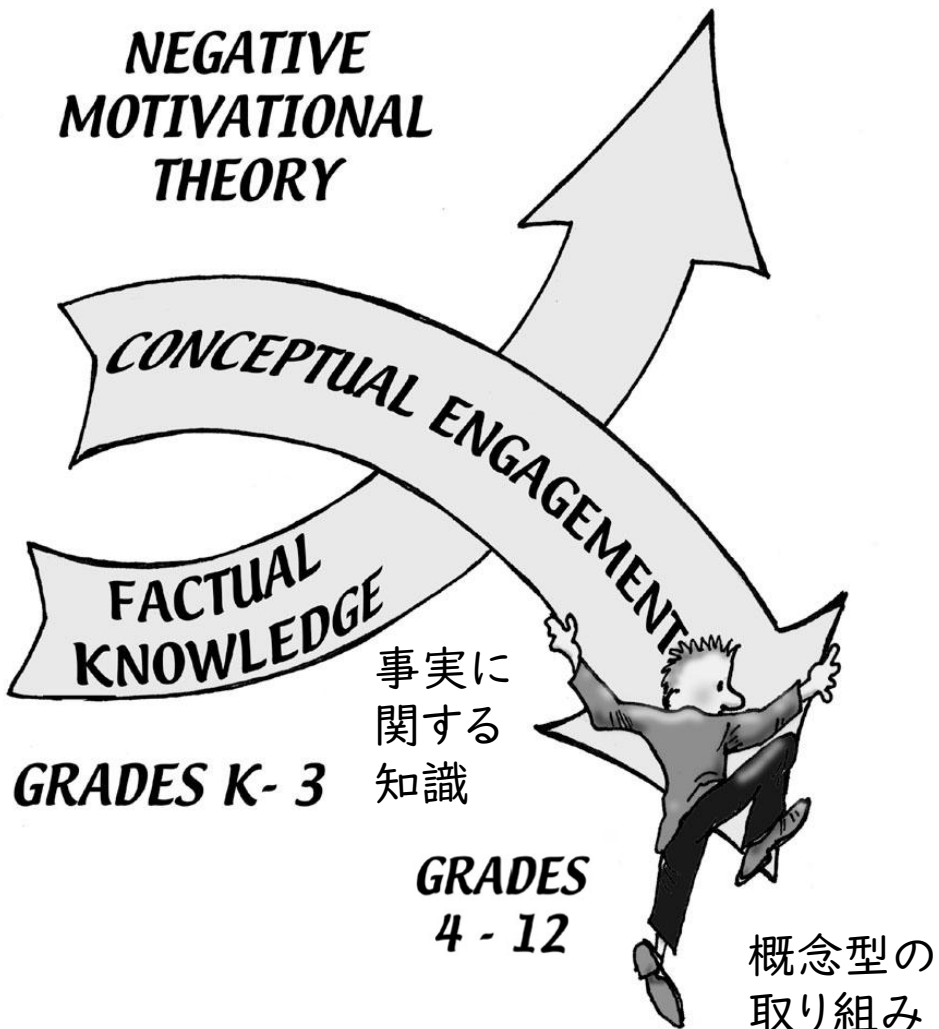 NEGATIVE
MOTIVATIONAL
THEORY
CONCEPTUAL ENGAGEMENT
FACTUAL
KNOWLEDGE
事実に
関する
知識
GRADES K- 3
GRADES
4 - 12
概念型の
取り組み